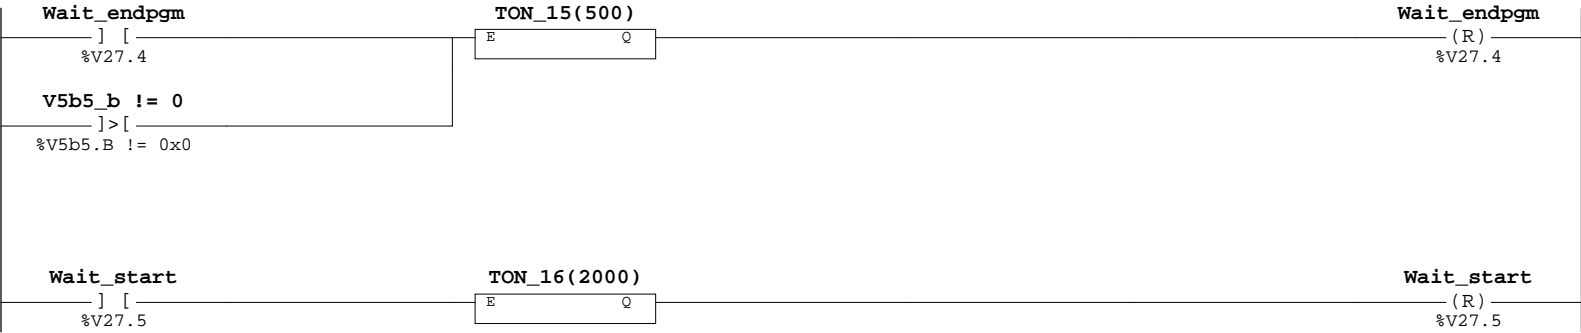 Wait_endpgm TON_15(500) Wait_endpgm
] [ E Q (R)
%V27.4 %V27.4
V5b5_b != 0
]>[
%V5b5.B != 0x0
Wait_start TON_16(2000) Wait_start
] [ E Q (R)
%V27.5 %V27.5